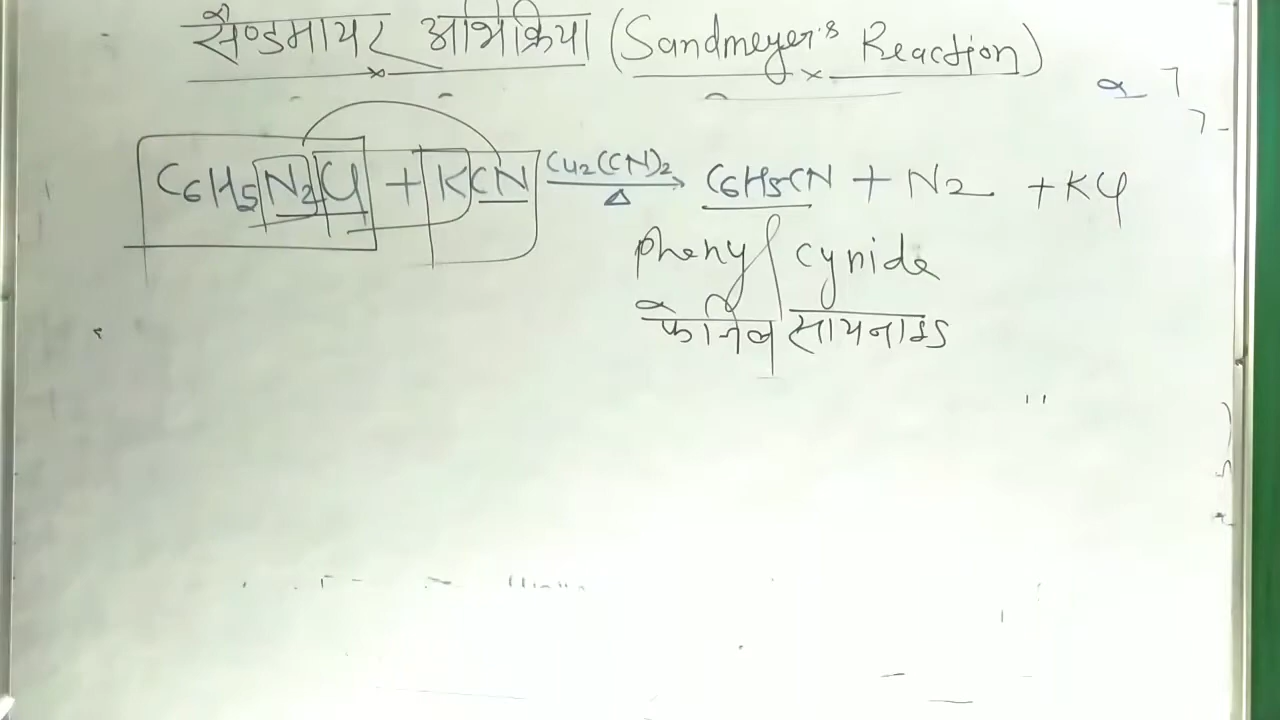 सैण्डमायर अभिक्रिया (Sandmeyer's Reaction)
C6H5N2Cl + KCN Cu2(CN)2 Δ → C6H5CN + N2 + KCl
phenyl cynide
फेनिल सायनाइड